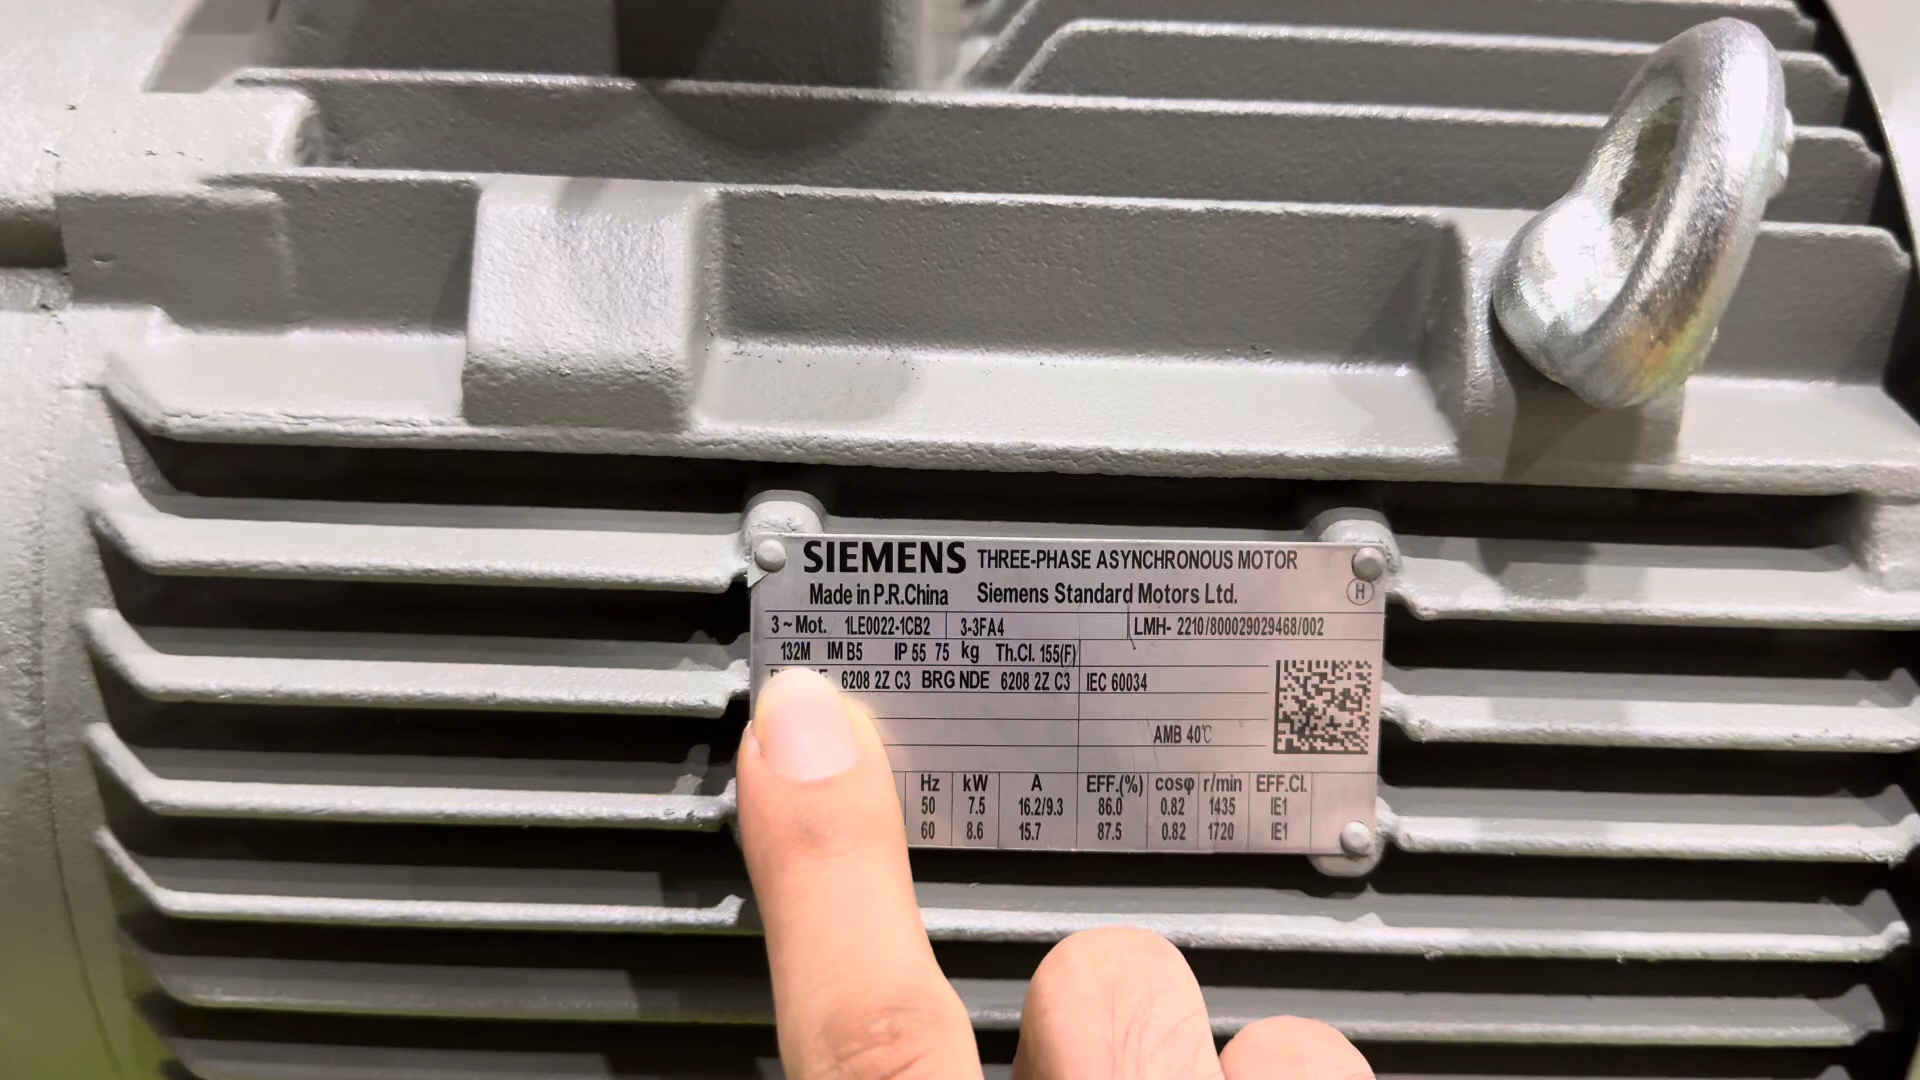 SIEMENS THREE-PHASE ASYNCHRONOUS MOTOR
Made in P.R.China Siemens Standard Motors Ltd.
H
3 ~ Mot. 1LE0022-1CB2 3-3FA4 LMH- 2210/800029029468/002
132M IM B5 IP 55 75 kg Th.Cl. 155(F)
6208 2Z C3 BRG NDE 6208 2Z C3 IEC 60034
AMB 40℃
Hz kW A EFF.(%) cosφ r/min EFF.Cl.
50 7.5 16.2/9.3 86.0 0.82 1435 IE1
60 8.6 15.7 87.5 0.82 1720 IE1